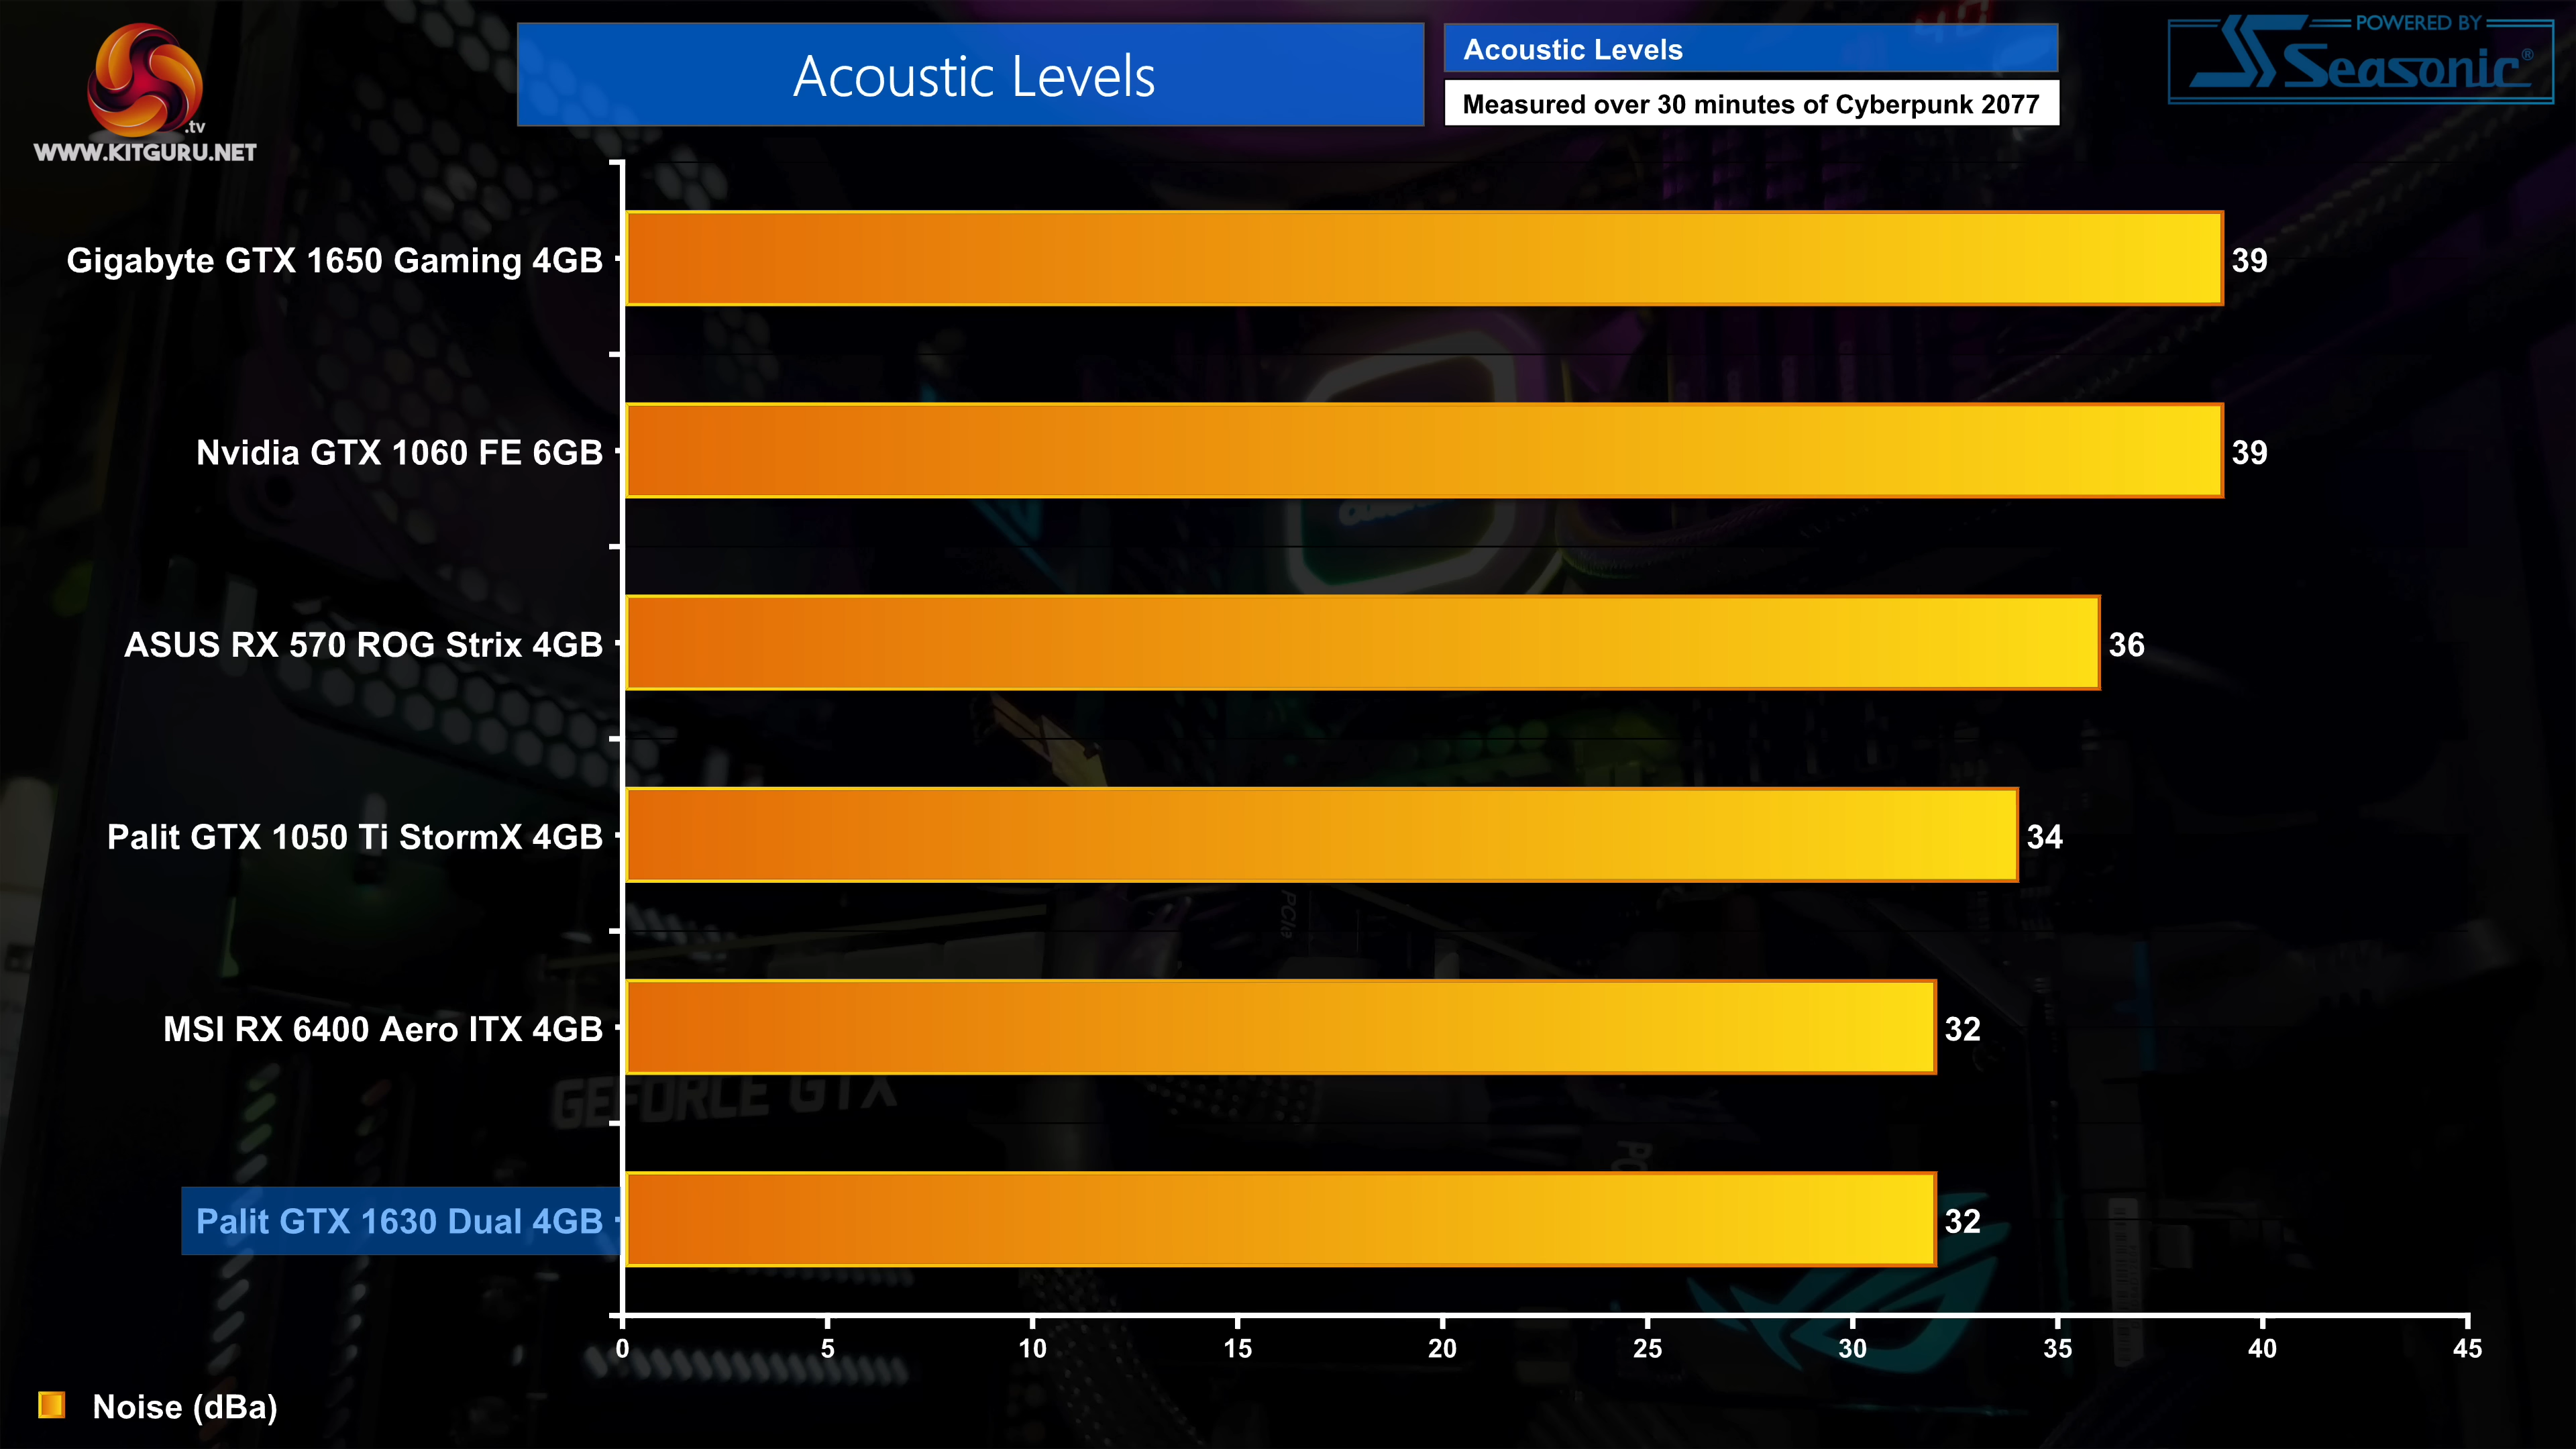 .tv
WWW.KITGURU.NET
Acoustic Levels
Acoustic Levels
Measured over 30 minutes of Cyberpunk 2077
POWERED BY
Seasonic®
Gigabyte GTX 1650 Gaming 4GB
39
Nvidia GTX 1060 FE 6GB
39
ASUS RX 570 ROG Strix 4GB
36
Palit GTX 1050 Ti StormX 4GB
34
PCIe
MSI RX 6400 Aero ITX 4GB
32
GEFORCE GTX
Palit GTX 1630 Dual 4GB
32
0 5 10 15 20 25 30 35 40 45
Noise (dBa)